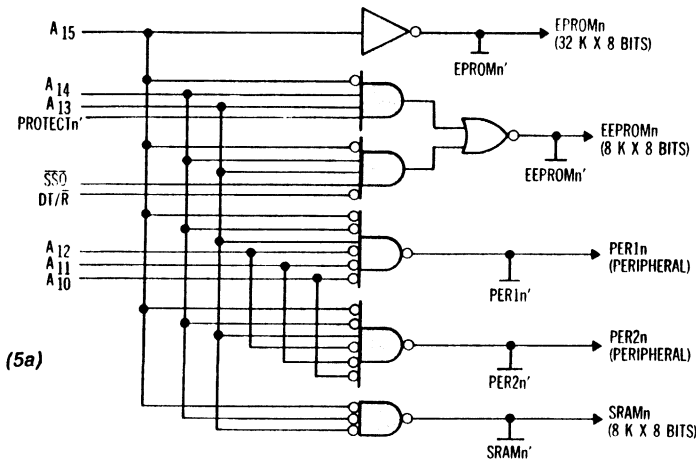 A15
EPROMn
(32 K X 8 BITS)
EPROMn'
A14
A13
PROTECTn'
EEPROMn
(8 K X 8 BITS)
EEPROMn'
SSO
DT/R
A12
A11
A10
PER1n
(PERIPHERAL)
PER1n'
(5a)
PER2n
(PERIPHERAL)
PER2n'
SRAMn
(8 K X 8 BITS)
SRAMn'